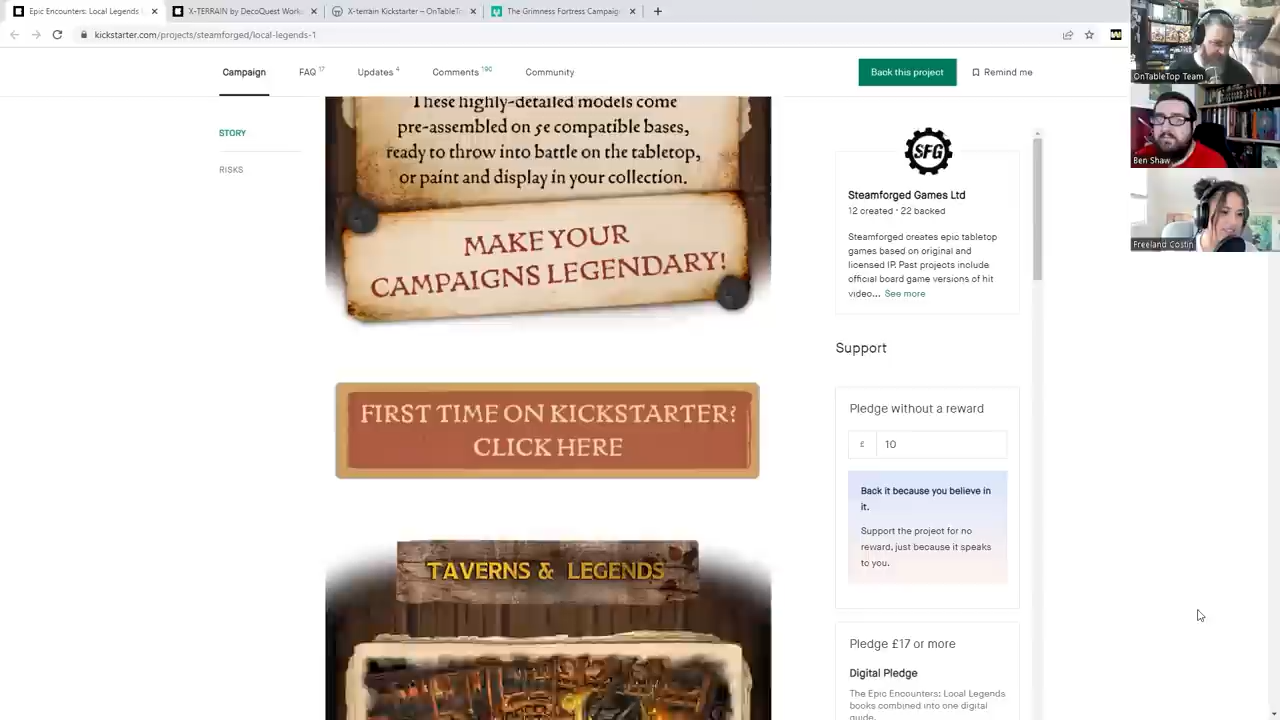 Epic Encounters: Local Legends
X-TERRAIN by DecoQuest Work
X-terrain Kickstarter – OnTableTo
The Grimness Fortress Campaig
kickstarter.com/projects/steamforged/local-legends-1
Campaign
FAQ 17
Updates 4
Comments 190
Community
Back this project
Remind me
STORY
RISKS
These highly-detailed models come
pre-assembled on 5e compatible bases,
ready to throw into battle on the tabletop,
or paint and display in your collection.
MAKE YOUR
CAMPAIGNS LEGENDARY!
FIRST TIME ON KICKSTARTER?
CLICK HERE
TAVERNS & LEGENDS
SFG
Steamforged Games Ltd
12 created · 22 backed
Steamforged creates epic tabletop
games based on original and
licensed IP. Past projects include
official board game versions of hit
video... See more
Support
Pledge without a reward
£ 10
Back it because you believe in
it.
Support the project for no
reward, just because it speaks
to you.
Pledge £17 or more
Digital Pledge
The Epic Encounters: Local Legends
books combined into one digital
guide.
OnTableTop Team
Ben Shaw
Freeland Costin